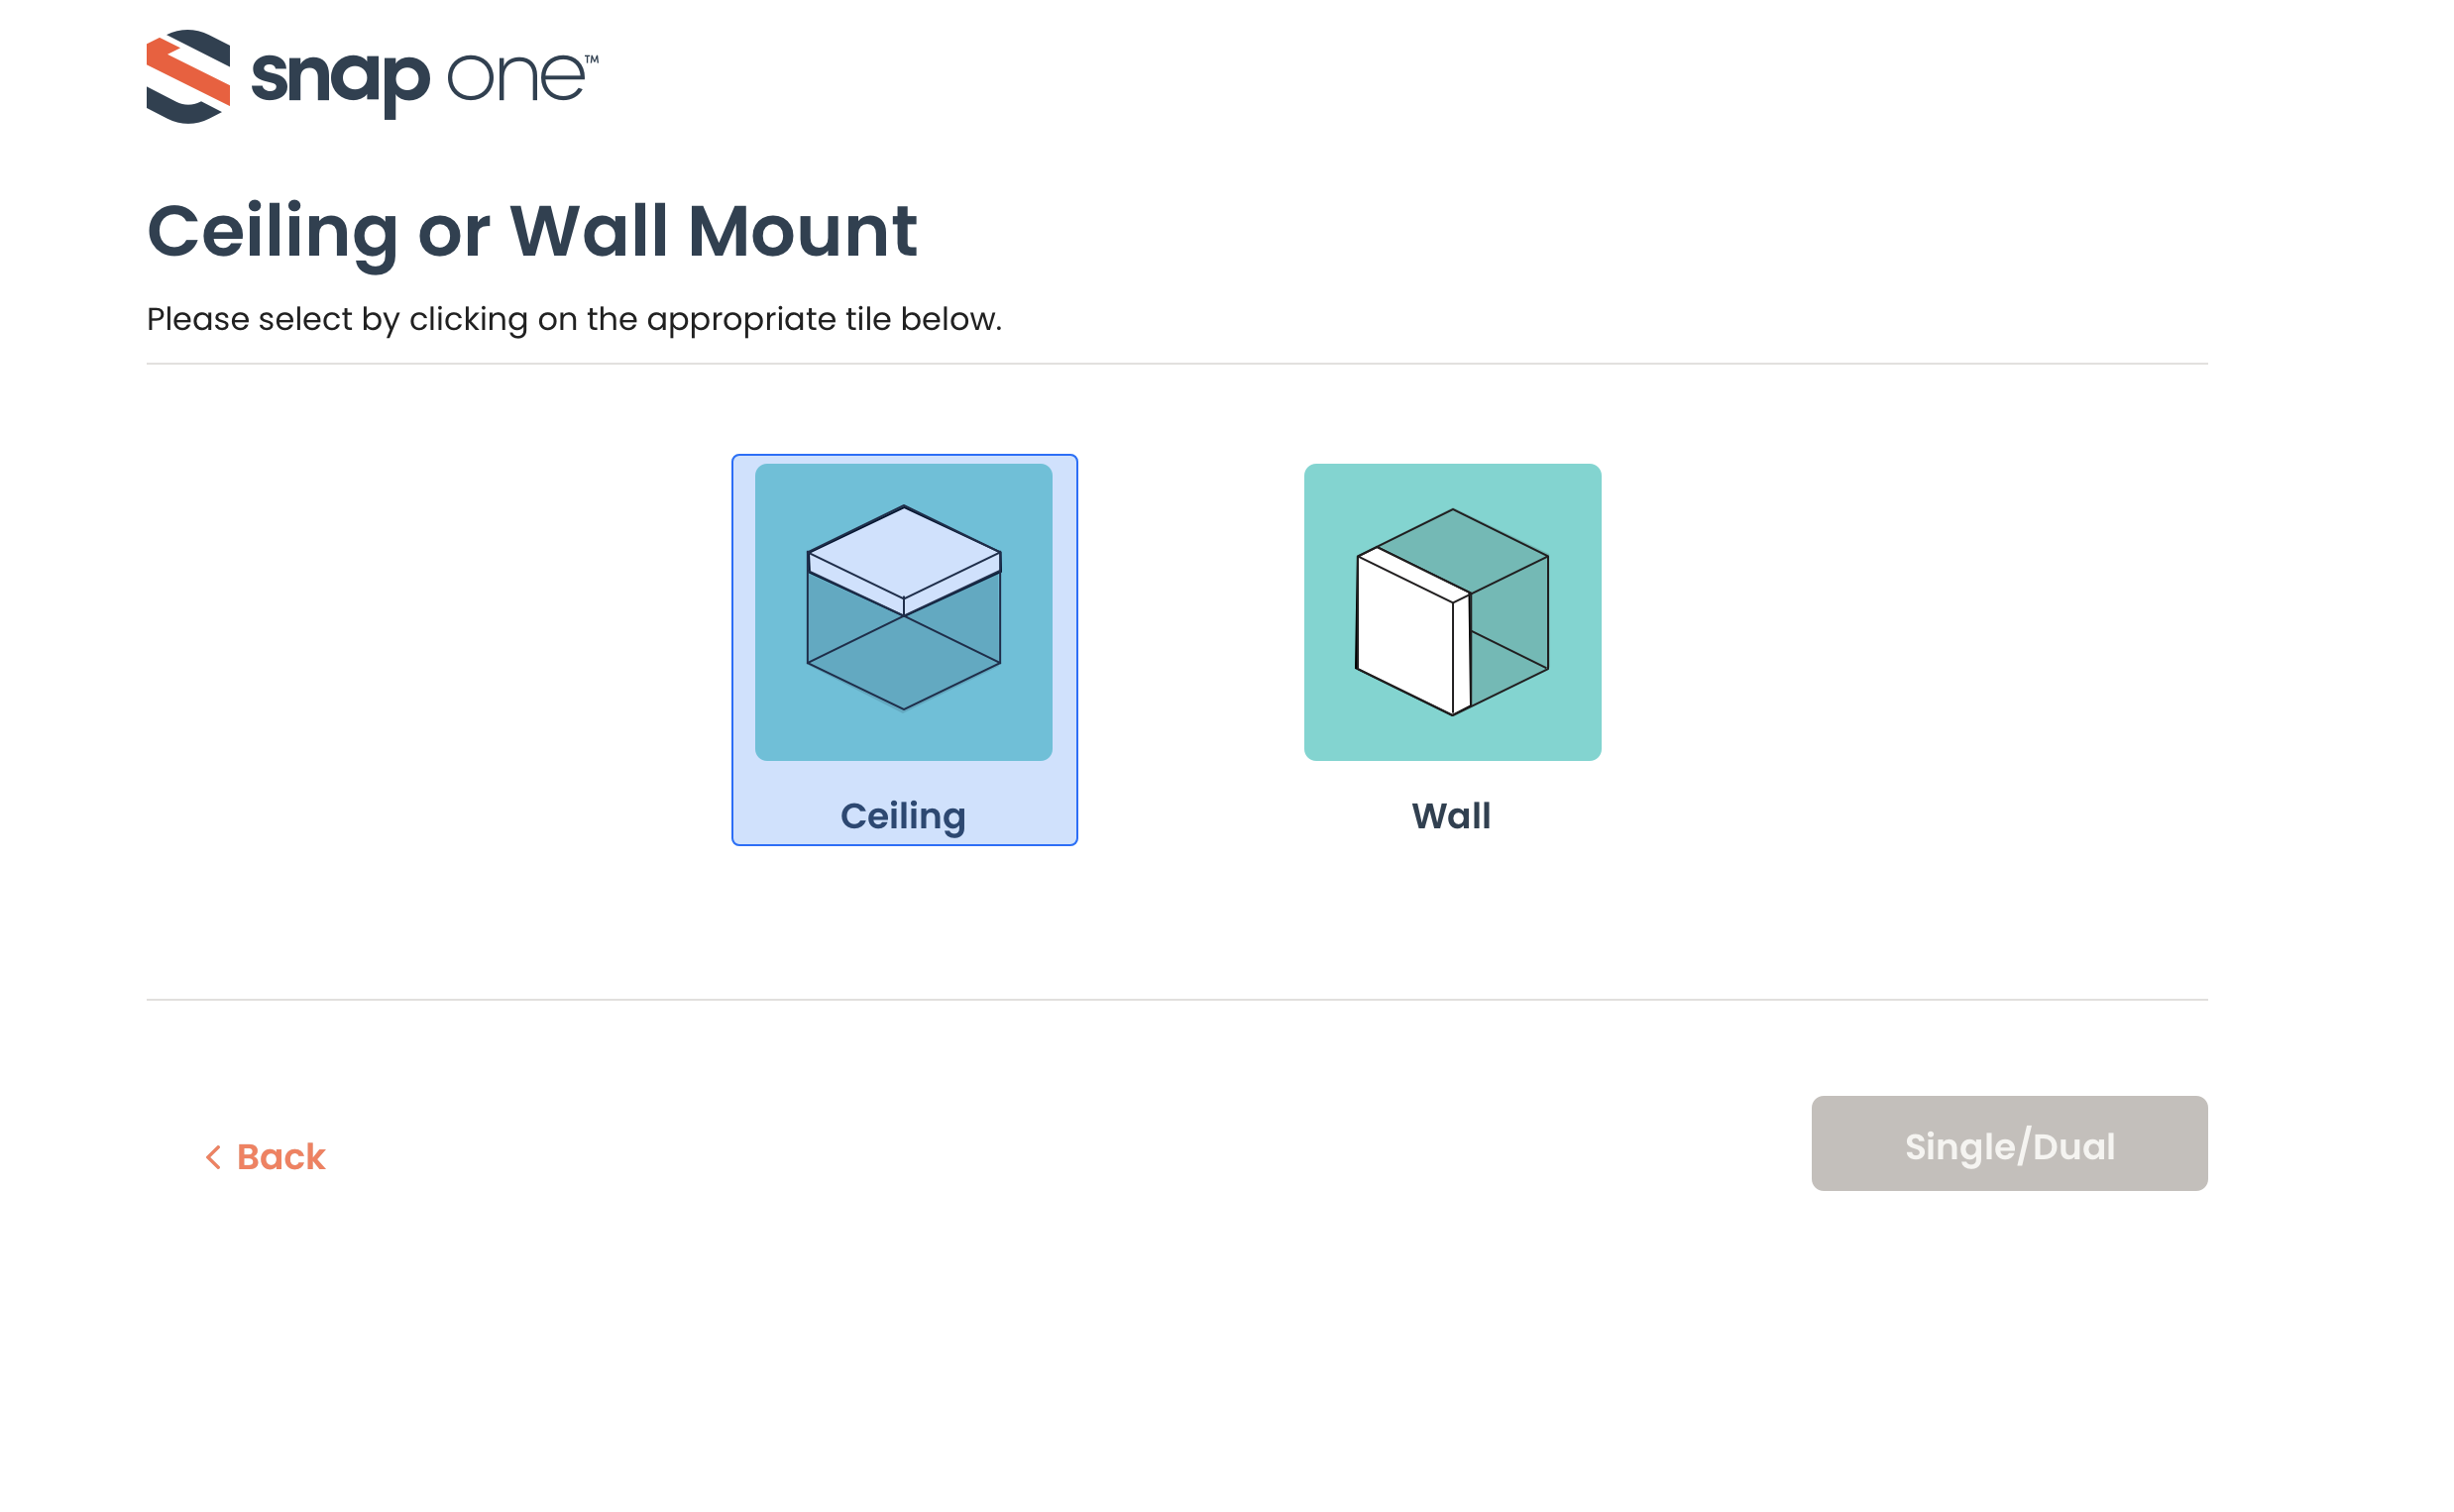 snap one™
Ceiling or Wall Mount
Please select by clicking on the appropriate tile below.
Ceiling
Wall
Back
Single/Dual